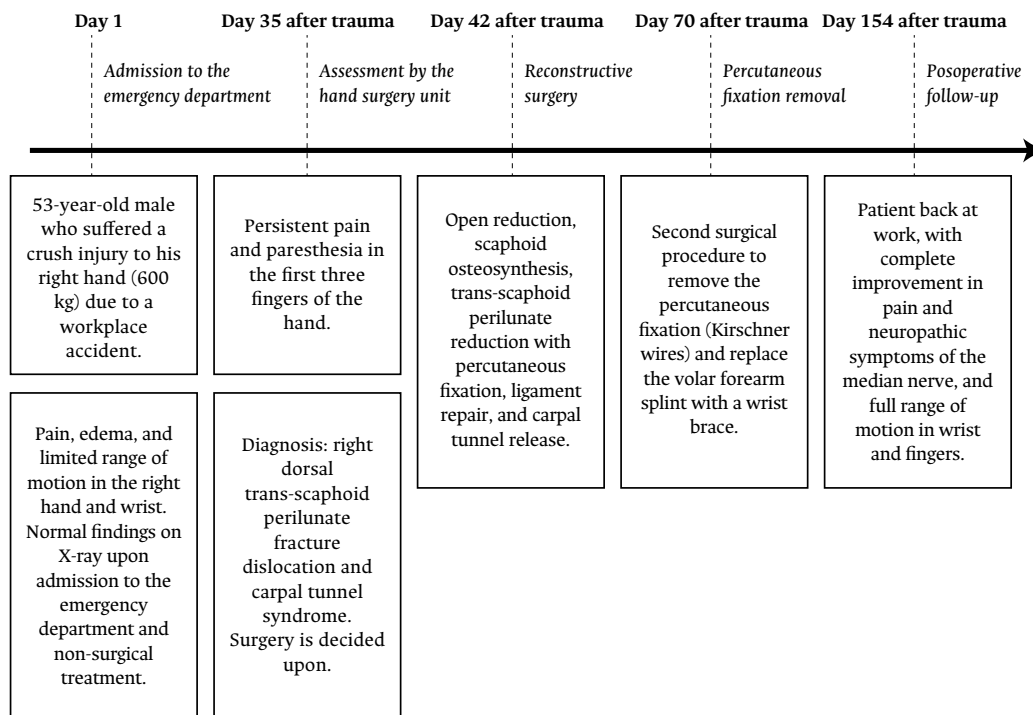 Day 1
Day 35 after trauma
Day 42 after trauma
Day 70 after trauma
Day 154 after trauma
Admission to the
emergency department
Assessment by the
hand surgery unit
Reconstructive
surgery
Percutaneous
fixation removal
Posoperative
follow-up
53-year-old male
who suffered a
crush injury to his
right hand (600
kg) due to a
workplace
accident.
Pain, edema, and
limited range of
motion in the right
hand and wrist.
Normal findings on
X-ray upon
admission to the
emergency
department and
non-surgical
treatment.
Persistent pain
and paresthesia in
the first three
fingers of the
hand.
Diagnosis: right
dorsal
trans-scaphoid
perilunate
fracture
dislocation and
carpal tunnel
syndrome.
Surgery is decided
upon.
Open reduction,
scaphoid
osteosynthesis,
trans-scaphoid
perilunate
reduction with
percutaneous
fixation, ligament
repair, and carpal
tunnel release.
Second surgical
procedure to
remove the
percutaneous
fixation (Kirschner
wires) and replace
the volar forearm
splint with a wrist
brace.
Patient back at
work, with
complete
improvement in
pain and
neuropathic
symptoms of the
median nerve, and
full range of
motion in wrist
and fingers.